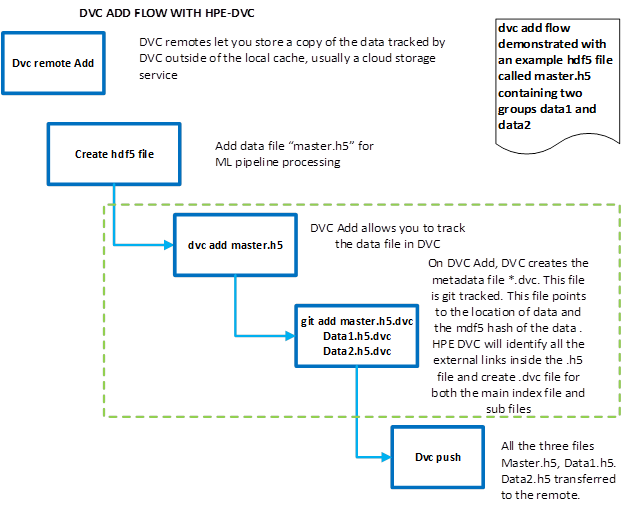 DVC ADD FLOW WITH HPE-DVC
Dvc remote Add
DVC remotes let you store a copy of the data tracked by
DVC outside of the local cache, usually a cloud storage
service
dvc add flow
demonstrated with
an example hdf5 file
called master.h5
containing two
groups data1 and
data2
Create hdf5 file
Add data file “master.h5” for
ML pipeline processing
dvc add master.h5
DVC Add allows you to track
the data file in DVC
On DVC Add, DVC creates the
metadata file *.dvc. This file
is git tracked. This file points
to the location of data and
the mdf5 hash of the data .
HPE DVC will identify all the
external links inside the .h5
file and create .dvc file for
both the main index file and
sub files
git add master.h5.dvc
Data1.h5.dvc
Data2.h5.dvc
Dvc push
All the three files
Master.h5, Data1.h5.
Data2.h5 transferred
to the remote.